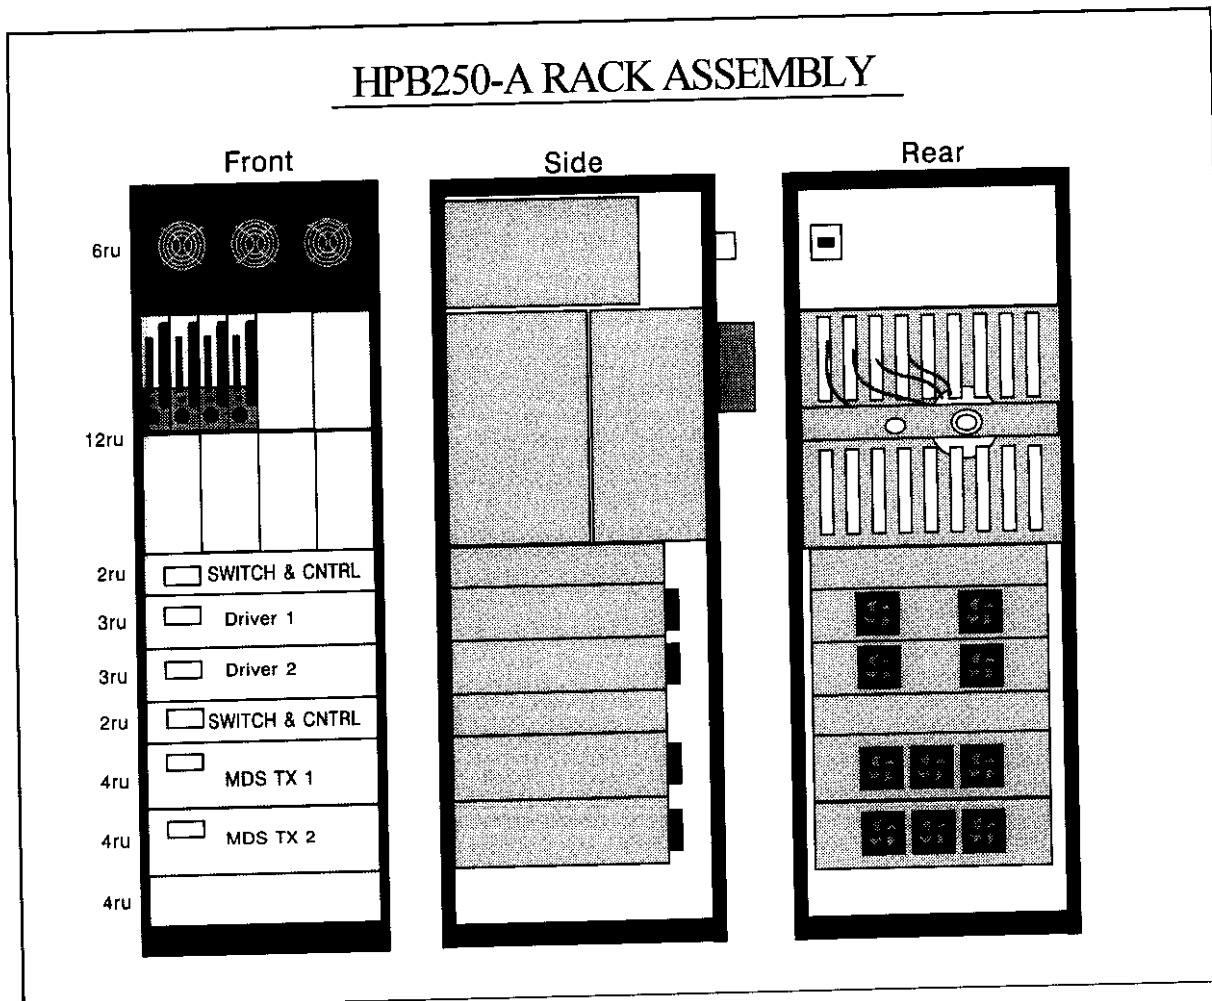 HPB250-A RACK ASSEMBLY
Front Side Rear
6ru
12ru
2ru SWITCH & CNTRL
3ru Driver 1
3ru Driver 2
2ru SWITCH & CNTRL
4ru MDS TX 1
4ru MDS TX 2
4ru